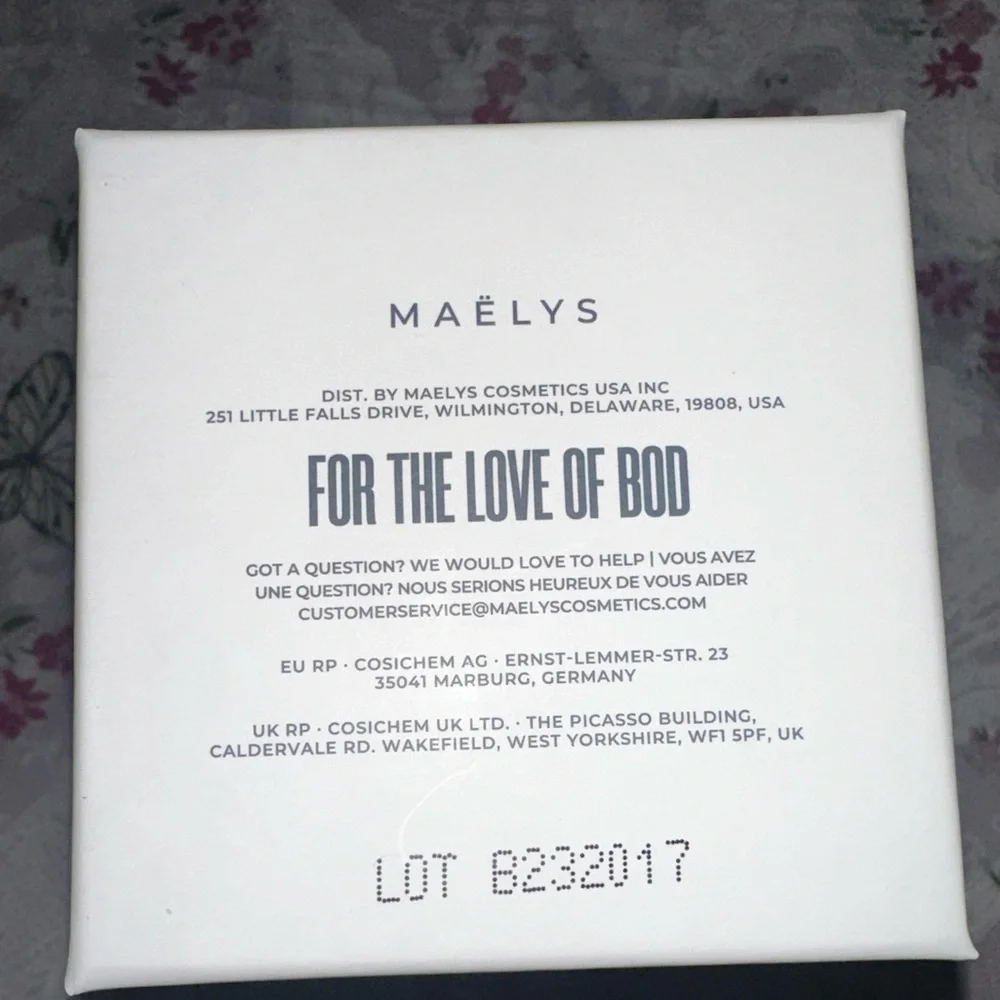 MAËLYS
DIST. BY MAELYS COSMETICS USA INC
251 LITTLE FALLS DRIVE, WILMINGTON, DELAWARE, 19808, USA
FOR THE LOVE OF BOD
GOT A QUESTION? WE WOULD LOVE TO HELP | VOUS AVEZ
UNE QUESTION? NOUS SERIONS HEUREUX DE VOUS AIDER
CUSTOMERSERVICE@MAELYSCOSMETICS.COM
EU RP · COSICHEM AG · ERNST-LEMMER-STR. 23
35041 MARBURG, GERMANY
UK RP · COSICHEM UK LTD. · THE PICASSO BUILDING,
CALDERVALE RD. WAKEFIELD, WEST YORKSHIRE, WF1 5PF, UK
LOT B232017